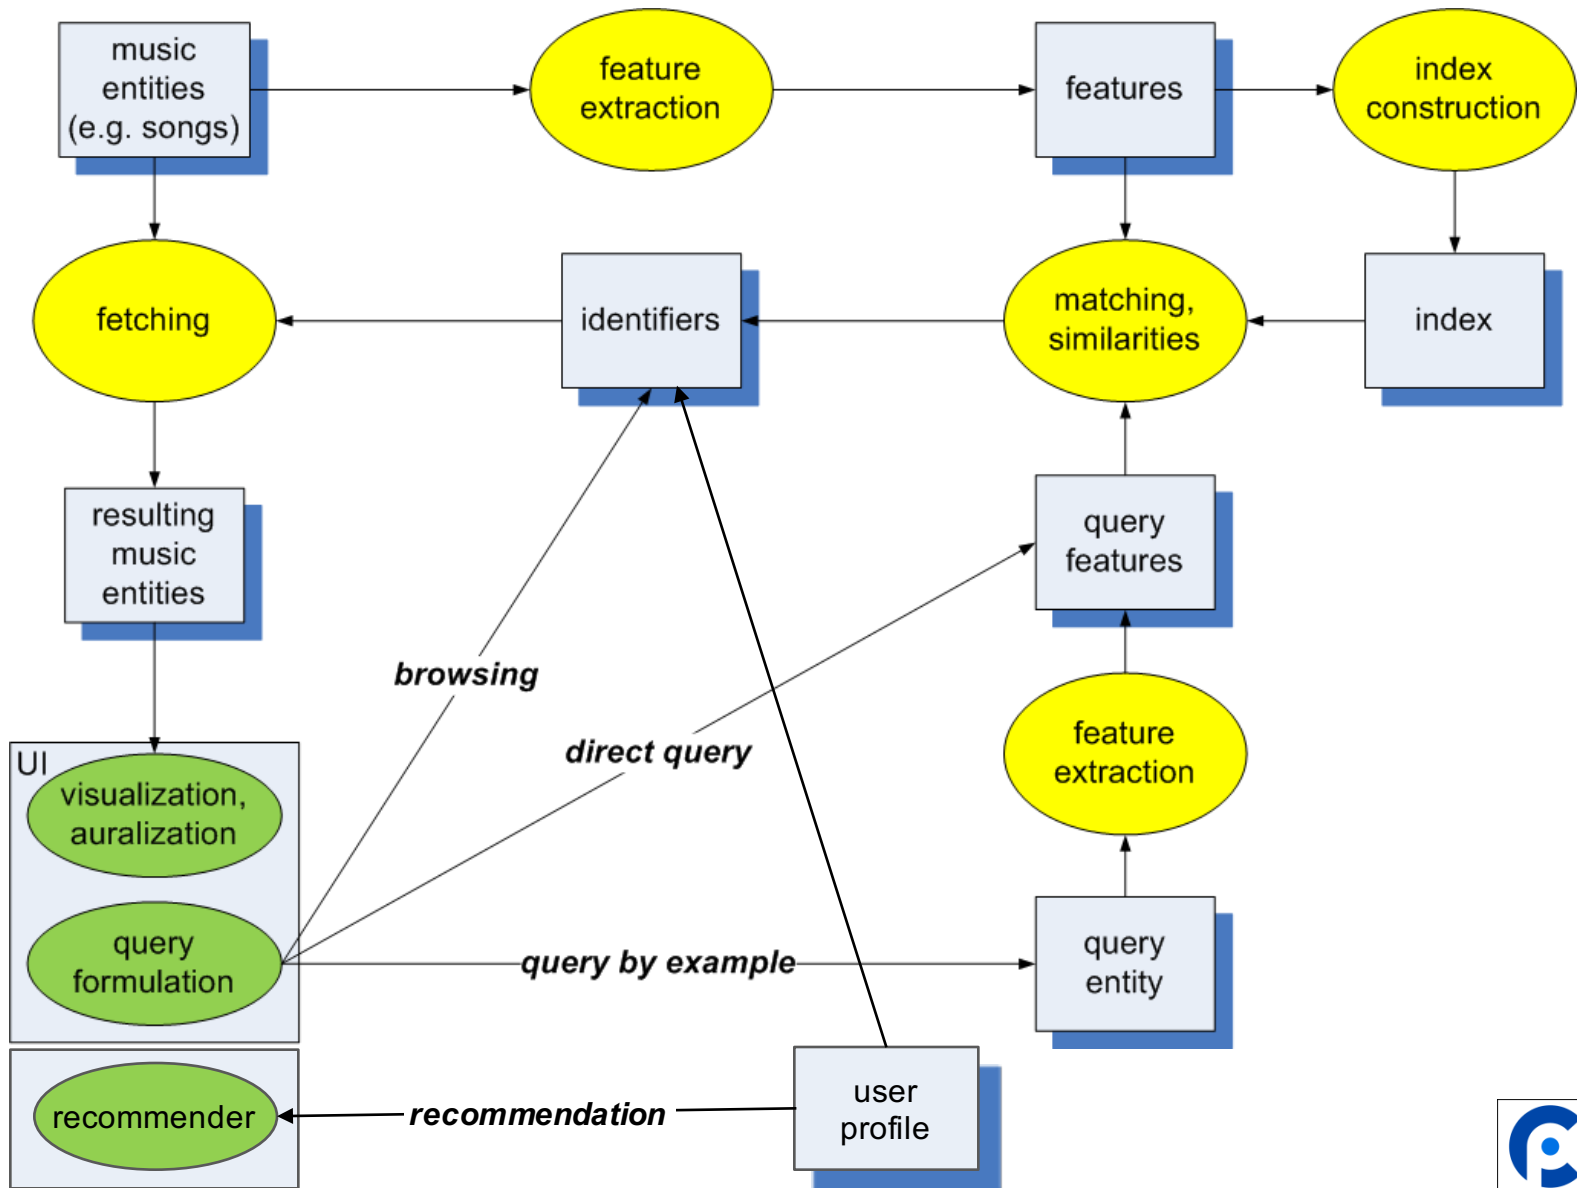 music
entities
(e.g. songs)
feature
extraction
features
index
construction
fetching
identifiers
matching,
similarities
index
resulting
music
entities
query
features
browsing
direct query
feature
extraction
UI
visualization,
auralization
query
formulation
query by example
query
entity
recommender
recommendation
user
profile